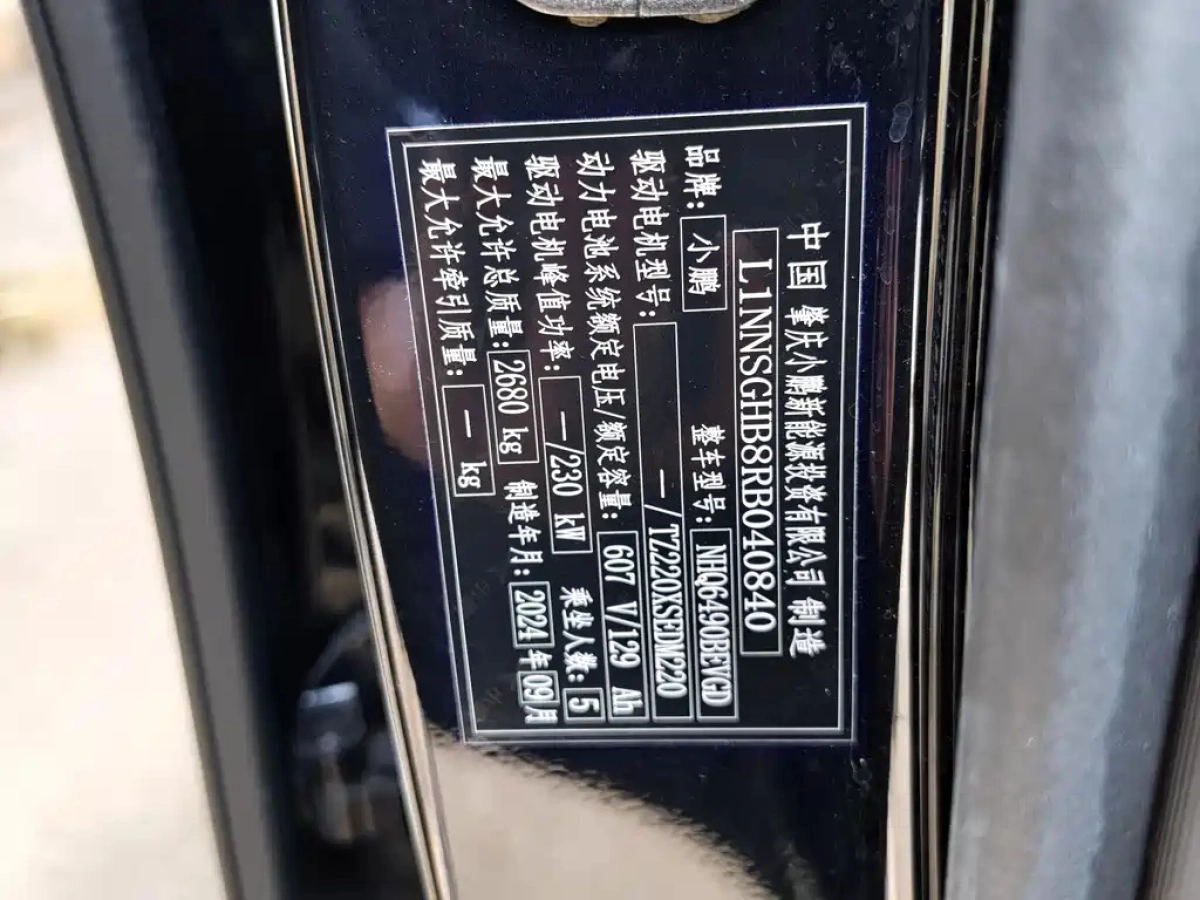 中国 肇庆小鹏新能源投资有限公司 制造
L1NNSGHB8RB040840
品牌: 小鹏 整车型号: NHQ6490BEVGD
驱动电机型号: —/TZ220XSEDM220
动力电池系统额定电压/额定容量: 607 V/129 Ah
驱动电机峰值功率: —/230 kW 乘坐人数: 5
最大允许总质量: 2680 kg 制造年月: 2024年09月
最大允许牵引质量: — kg